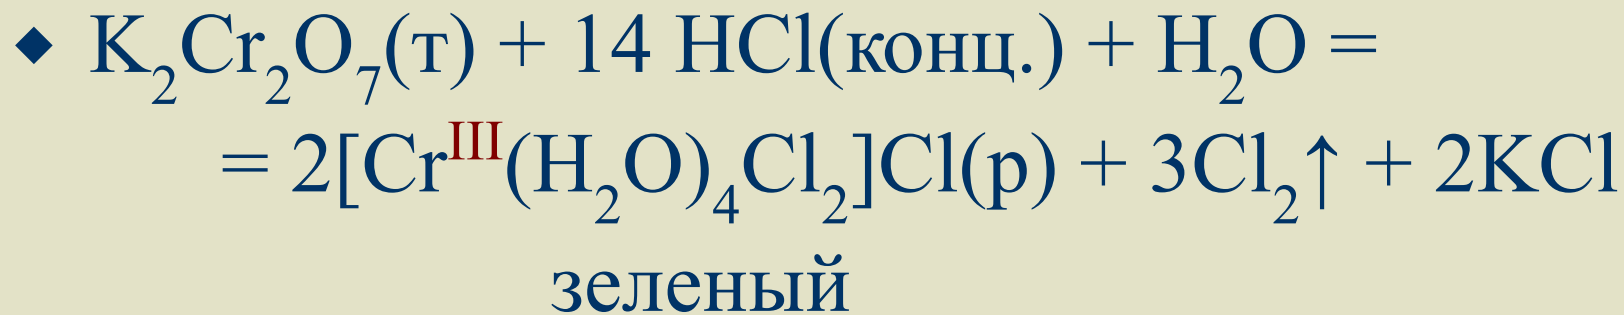 ◆ K₂Cr₂O₇(т) + 14 HCl(конц.) + H₂O =
= 2[Crᴵᴵᴵ(H₂O)₄Cl₂]Cl(р) + 3Cl₂↑ + 2KCl
зеленый